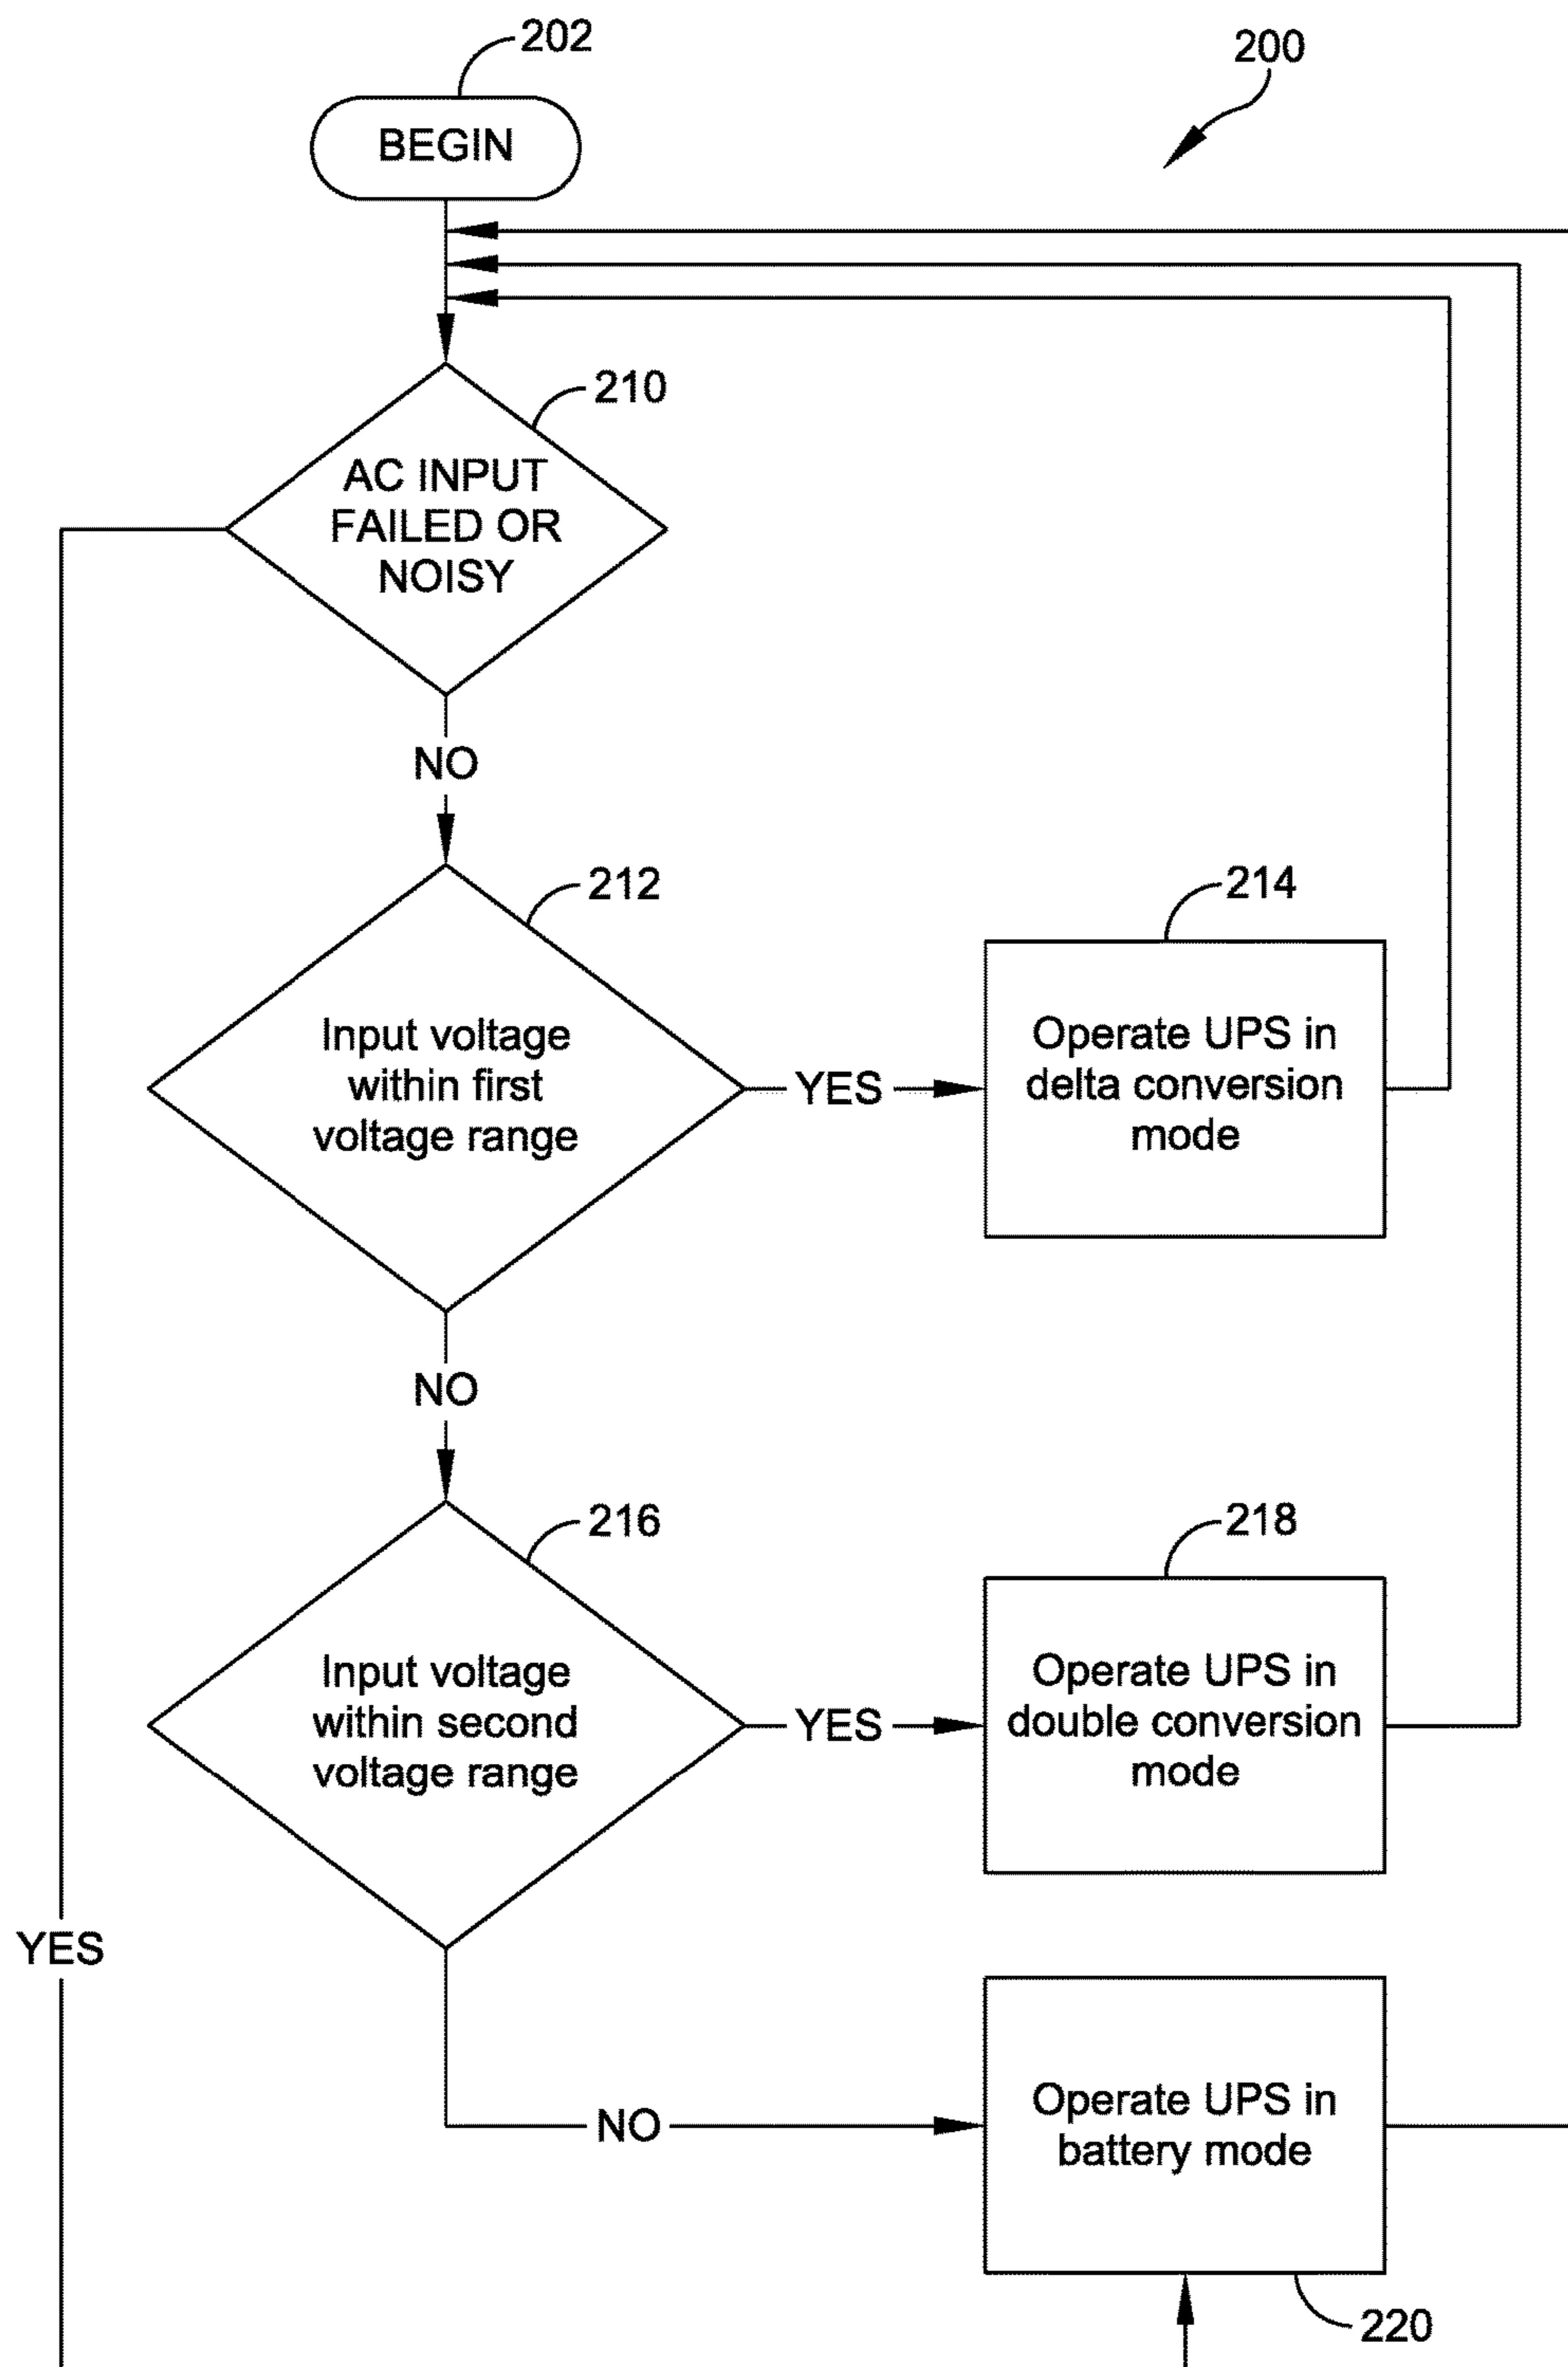 202
200
BEGIN
210
AC INPUT
FAILED OR
NOISY
NO
212
214
Input voltage
within first
voltage range
YES
Operate UPS in
delta conversion
mode
NO
216
218
Input voltage
within second
voltage range
YES
Operate UPS in
double conversion
mode
YES
NO
Operate UPS in
battery mode
220